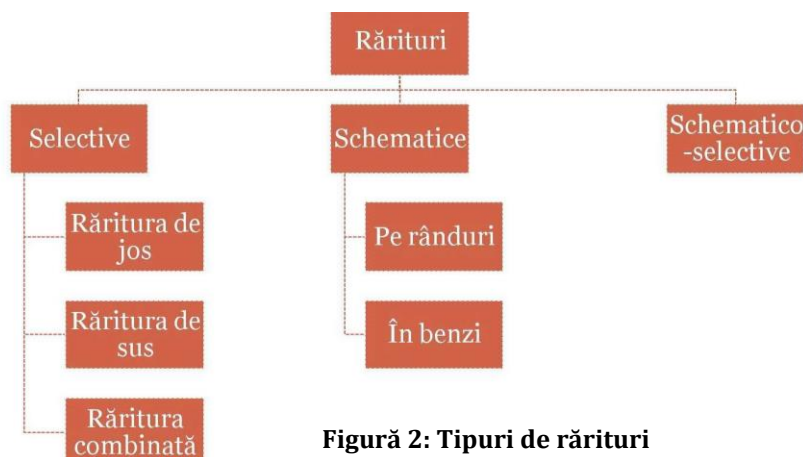 Rărituri
Selective
Schematice
Schematico
-selective
Răritura de
jos
Pe rânduri
Răritura de
sus
În benzi
Răritura
combinată
Figură 2: Tipuri de rărituri